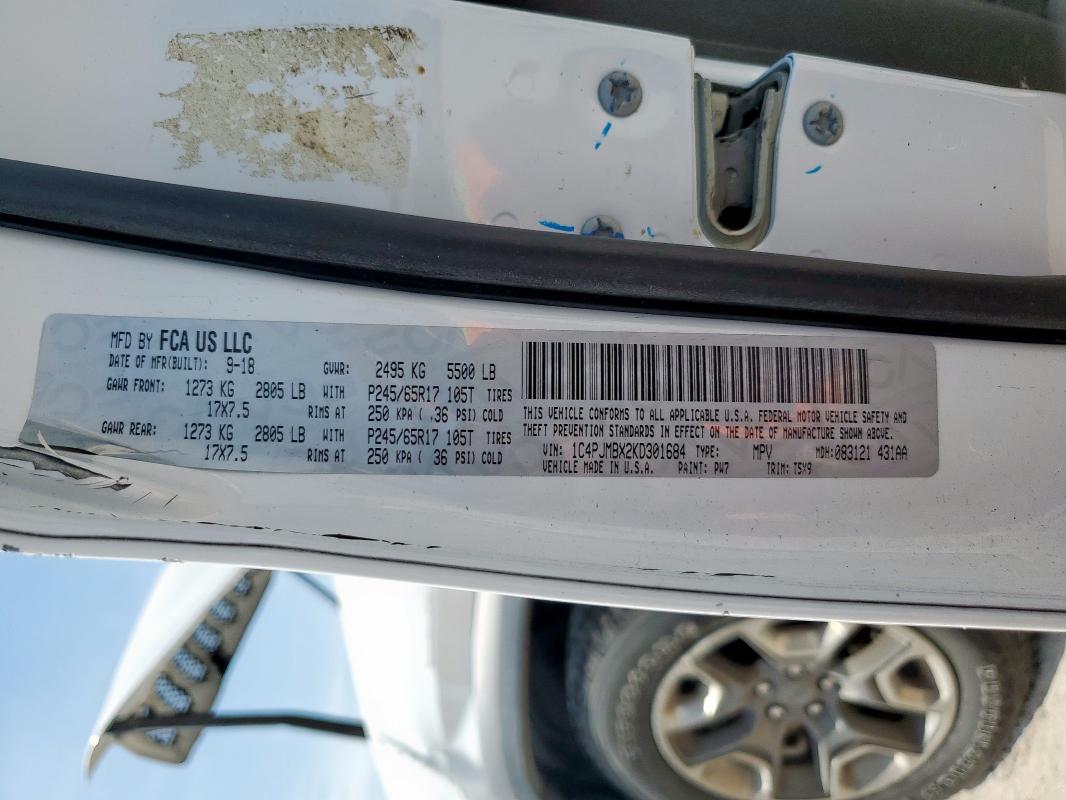 MFD BY FCA US LLC
DATE OF MFR(BUILT): 9-18 GVWR: 2495 KG 5500 LB
GAWR FRONT: 1273 KG 2805 LB WITH P245/65R17 105T TIRES
17X7.5 RIMS AT 250 KPA ( .36 PSI) COLD
GAWR REAR: 1273 KG 2805 LB WITH P245/65R17 105T TIRES
17X7.5 RIMS AT 250 KPA ( 36 PSI) COLD
THIS VEHICLE CONFORMS TO ALL APPLICABLE U.S.A. FEDERAL MOTOR VEHICLE SAFETY AND
THEFT PREVENTION STANDARDS IN EFFECT ON THE DATE OF MANUFACTURE SHOWN ABOVE.
VIN: 1C4PJMBX2KD301684 TYPE: MPV MDH: 083121 431AA
VEHICLE MADE IN U.S.A. PAINT: PW7 TRIM: T5X9